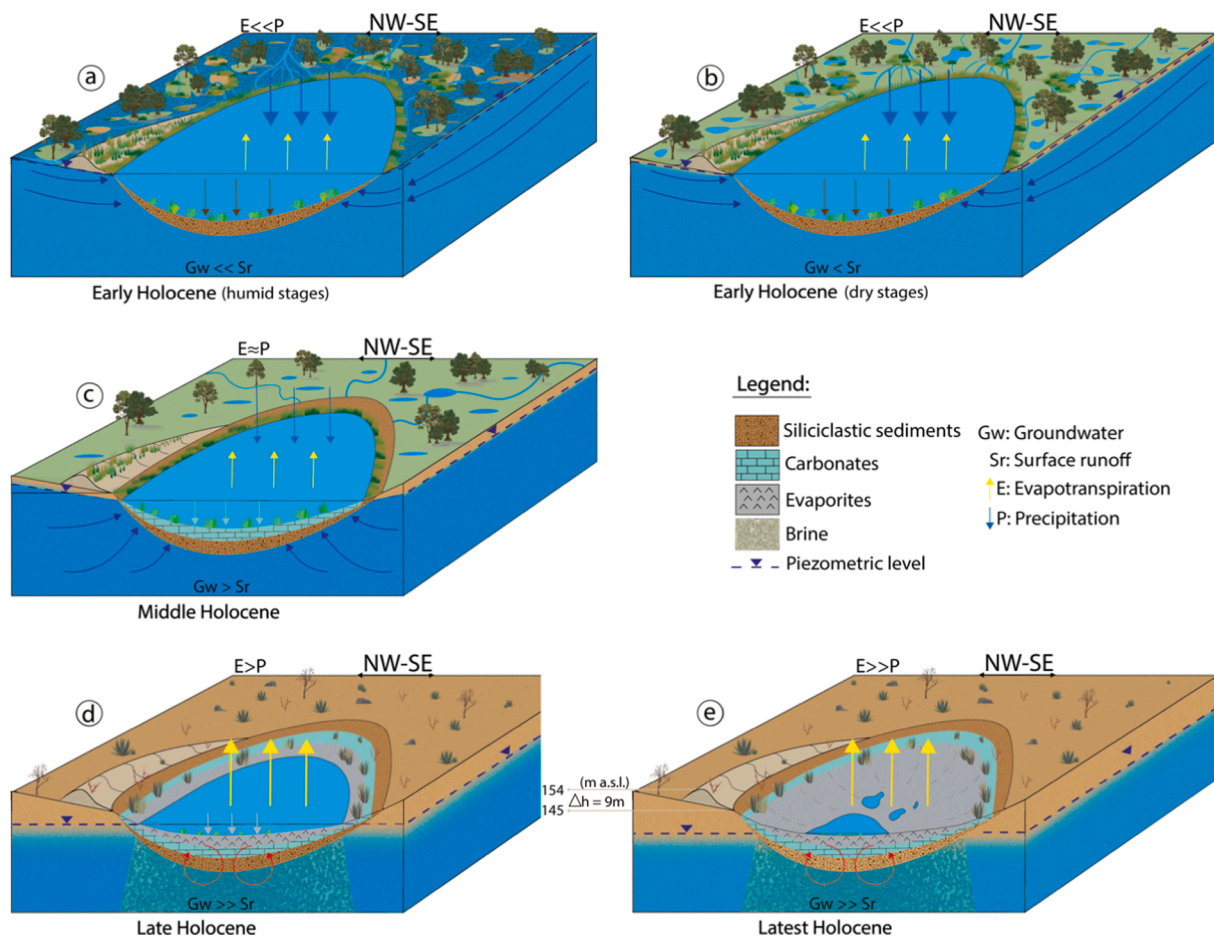 E<<P
NW-SE
a
Gw << Sr
Early Holocene (humid stages)
E<<P
NW-SE
b
Gw < Sr
Early Holocene (dry stages)
E≈P
NW-SE
c
Gw > Sr
Middle Holocene
Legend:
Siliciclastic sediments
Carbonates
Evaporites
Brine
Piezometric level
Gw: Groundwater
Sr: Surface runoff
E: Evapotranspiration
P: Precipitation
E>P
NW-SE
d
Gw >> Sr
Late Holocene
(m a.s.l.)
154
△h = 9m
145
E>>P
NW-SE
e
Gw >> Sr
Latest Holocene